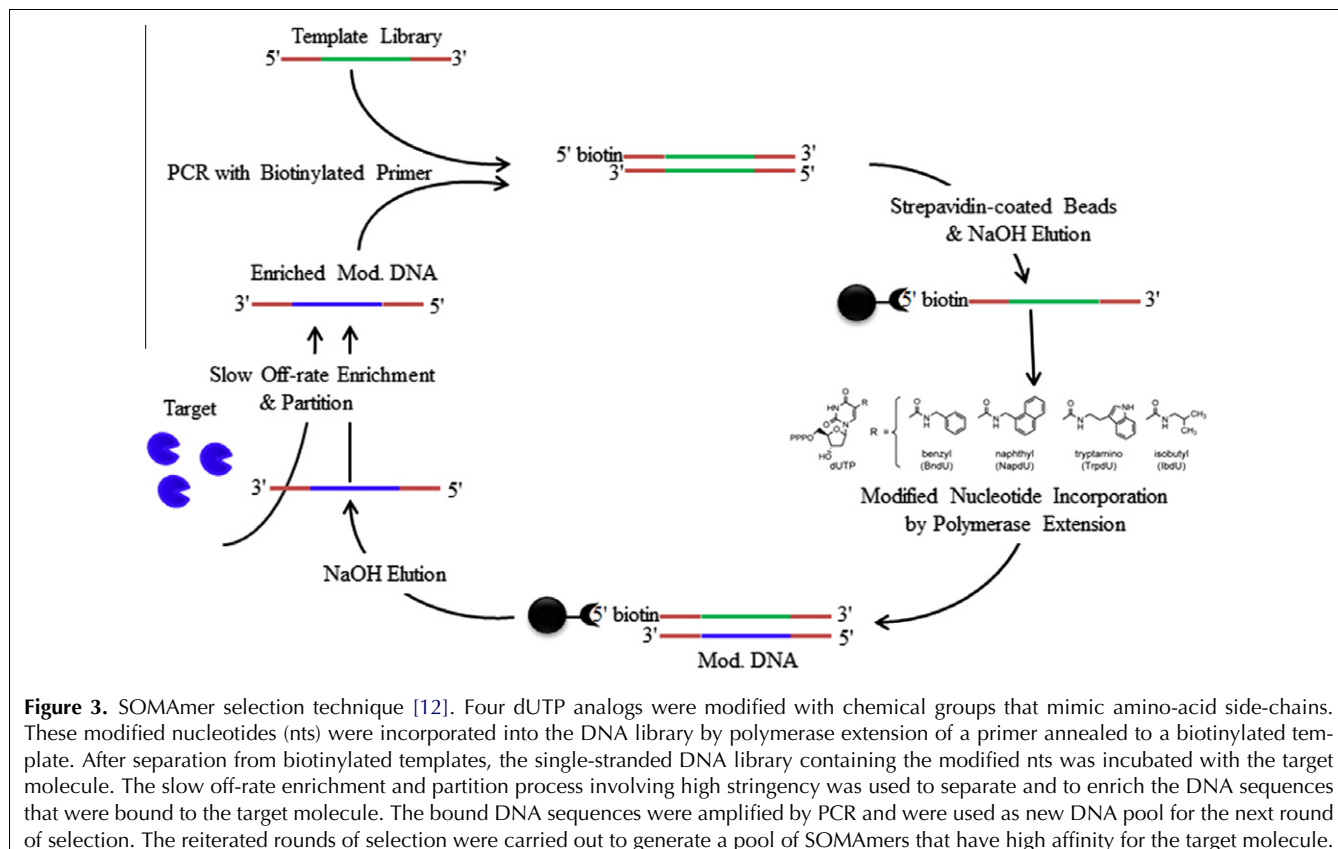 Template Library
5' 3'
PCR with Biotinylated Primer
5' biotin 3'
3' 5'
Strepavidin-coated Beads
& NaOH Elution
5' biotin 3'
Enriched Mod. DNA
3' 5'
Slow Off-rate Enrichment
& Partition
Target
3' 5'
NaOH Elution
O
HN
R
O
N
PPPO
O
HO
dUTP
R =
O
N
H
benzyl
(BndU)
O
N
H
naphthyl
(NapdU)
O
N
H
NH
tryptamino
(TrpdU)
O
N
H
CH3
CH3
isobutyl
(IbdU)
Modified Nucleotide Incorporation
by Polymerase Extension
5' biotin 3'
3' 5'
Mod. DNA
Figure 3. SOMAmer selection technique [12]. Four dUTP analogs were modified with chemical groups that mimic amino-acid side-chains.
These modified nucleotides (nts) were incorporated into the DNA library by polymerase extension of a primer annealed to a biotinylated tem-
plate. After separation from biotinylated templates, the single-stranded DNA library containing the modified nts was incubated with the target
molecule. The slow off-rate enrichment and partition process involving high stringency was used to separate and to enrich the DNA sequences
that were bound to the target molecule. The bound DNA sequences were amplified by PCR and were used as new DNA pool for the next round
of selection. The reiterated rounds of selection were carried out to generate a pool of SOMAmers that have high affinity for the target molecule.